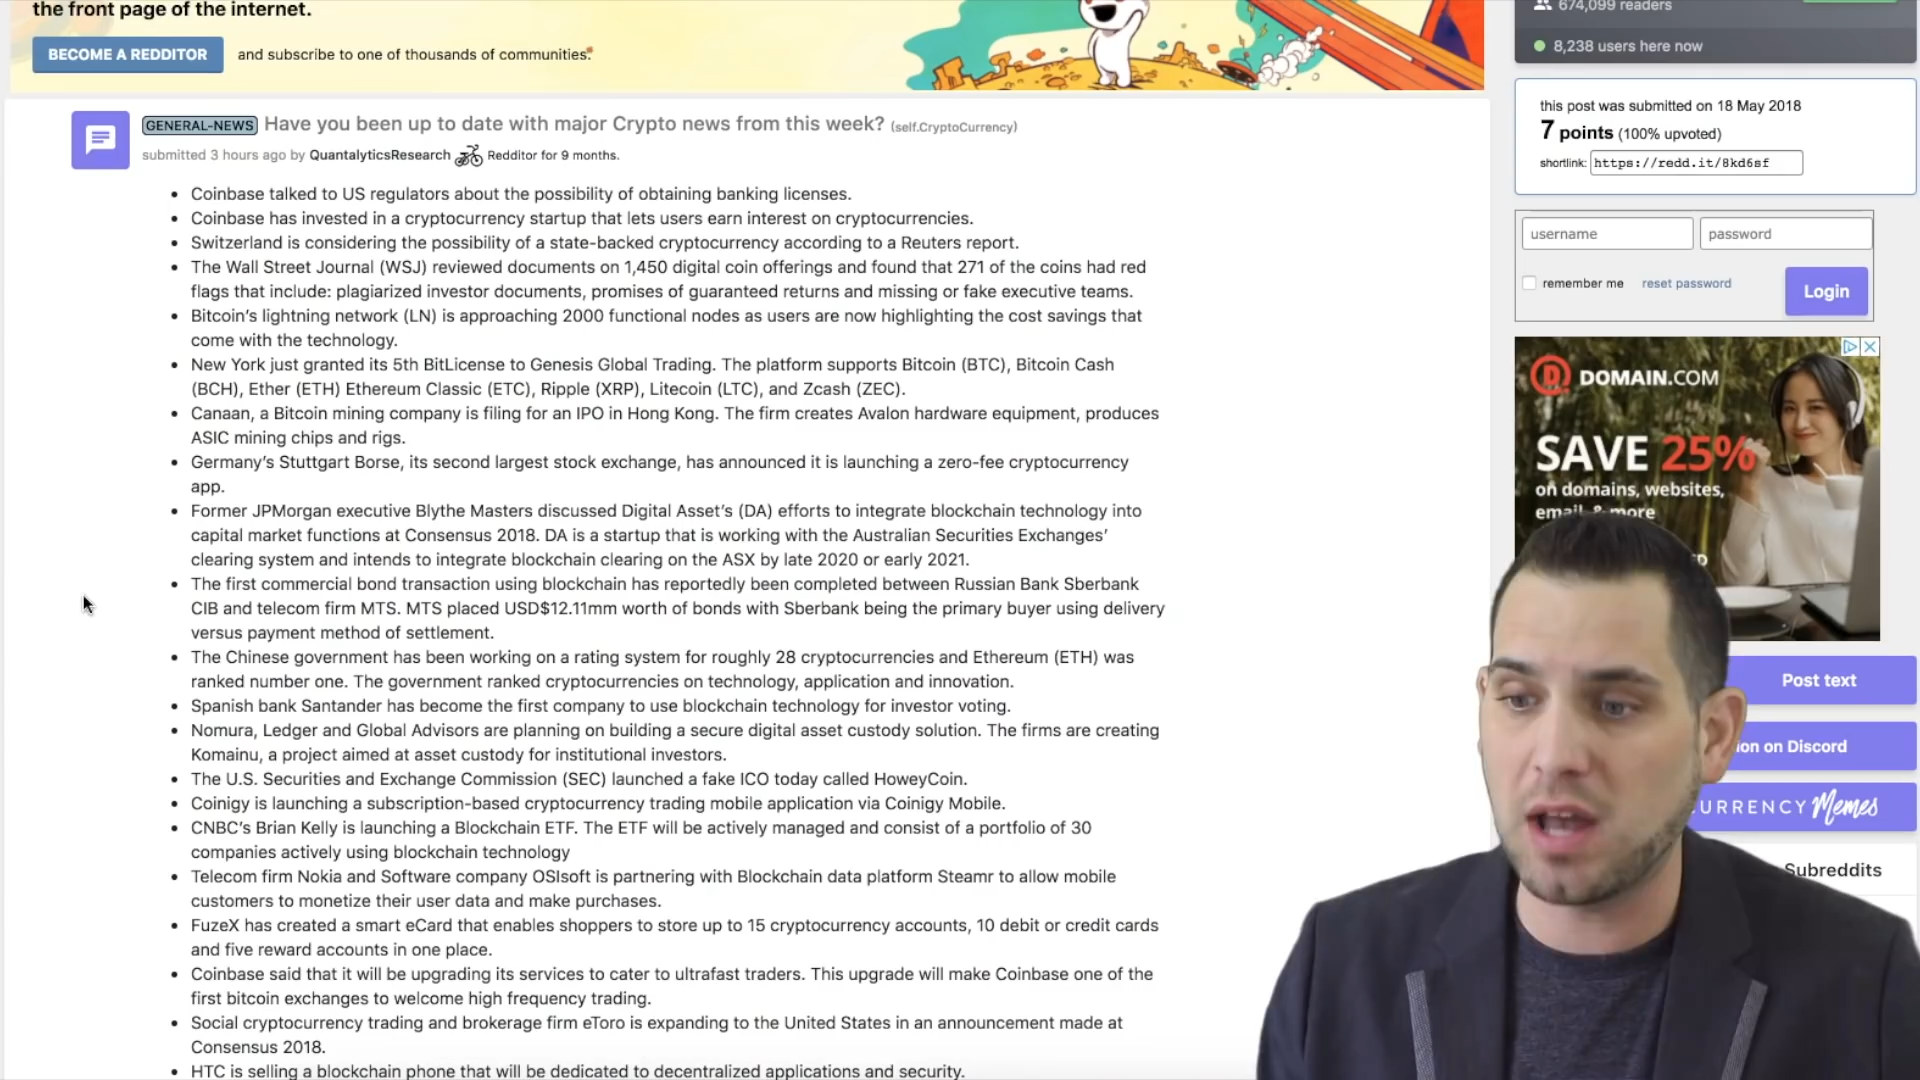 the front page of the internet.
BECOME A REDDITOR and subscribe to one of thousands of communities.
674,099 readers
8,238 users here now
GENERAL-NEWS Have you been up to date with major Crypto news from this week? (self.CryptoCurrency)
submitted 3 hours ago by QuantalyticsResearch Redditor for 9 months.
• Coinbase talked to US regulators about the possibility of obtaining banking licenses.
• Coinbase has invested in a cryptocurrency startup that lets users earn interest on cryptocurrencies.
• Switzerland is considering the possibility of a state-backed cryptocurrency according to a Reuters report.
• The Wall Street Journal (WSJ) reviewed documents on 1,450 digital coin offerings and found that 271 of the coins had red
flags that include: plagiarized investor documents, promises of guaranteed returns and missing or fake executive teams.
• Bitcoin’s lightning network (LN) is approaching 2000 functional nodes as users are now highlighting the cost savings that
come with the technology.
• New York just granted its 5th BitLicense to Genesis Global Trading. The platform supports Bitcoin (BTC), Bitcoin Cash
(BCH), Ether (ETH) Ethereum Classic (ETC), Ripple (XRP), Litecoin (LTC), and Zcash (ZEC).
• Canaan, a Bitcoin mining company is filing for an IPO in Hong Kong. The firm creates Avalon hardware equipment, produces
ASIC mining chips and rigs.
• Germany’s Stuttgart Borse, its second largest stock exchange, has announced it is launching a zero-fee cryptocurrency
app.
• Former JPMorgan executive Blythe Masters discussed Digital Asset’s (DA) efforts to integrate blockchain technology into
capital market functions at Consensus 2018. DA is a startup that is working with the Australian Securities Exchanges’
clearing system and intends to integrate blockchain clearing on the ASX by late 2020 or early 2021.
• The first commercial bond transaction using blockchain has reportedly been completed between Russian Bank Sberbank
CIB and telecom firm MTS. MTS placed USD$12.11mm worth of bonds with Sberbank being the primary buyer using delivery
versus payment method of settlement.
• The Chinese government has been working on a rating system for roughly 28 cryptocurrencies and Ethereum (ETH) was
ranked number one. The government ranked cryptocurrencies on technology, application and innovation.
• Spanish bank Santander has become the first company to use blockchain technology for investor voting.
• Nomura, Ledger and Global Advisors are planning on building a secure digital asset custody solution. The firms are creating
Komainu, a project aimed at asset custody for institutional investors.
• The U.S. Securities and Exchange Commission (SEC) launched a fake ICO today called HoweyCoin.
• Coinigy is launching a subscription-based cryptocurrency trading mobile application via Coinigy Mobile.
• CNBC’s Brian Kelly is launching a Blockchain ETF. The ETF will be actively managed and consist of a portfolio of 30
companies actively using blockchain technology
• Telecom firm Nokia and Software company OSIsoft is partnering with Blockchain data platform Steamr to allow mobile
customers to monetize their user data and make purchases.
• FuzeX has created a smart eCard that enables shoppers to store up to 15 cryptocurrency accounts, 10 debit or credit cards
and five reward accounts in one place.
• Coinbase said that it will be upgrading its services to cater to ultrafast traders. This upgrade will make Coinbase one of the
first bitcoin exchanges to welcome high frequency trading.
• Social cryptocurrency trading and brokerage firm eToro is expanding to the United States in an announcement made at
Consensus 2018.
• HTC is selling a blockchain phone that will be dedicated to decentralized applications and security.
this post was submitted on 18 May 2018
7 points (100% upvoted)
shortlink: https://redd.it/8kd6sf
username password
remember me reset password Login
DOMAIN.COM
SAVE 25%
on domains, websites,
email & more
Post text
ion on Discord
URRENCY Memes
Subreddits